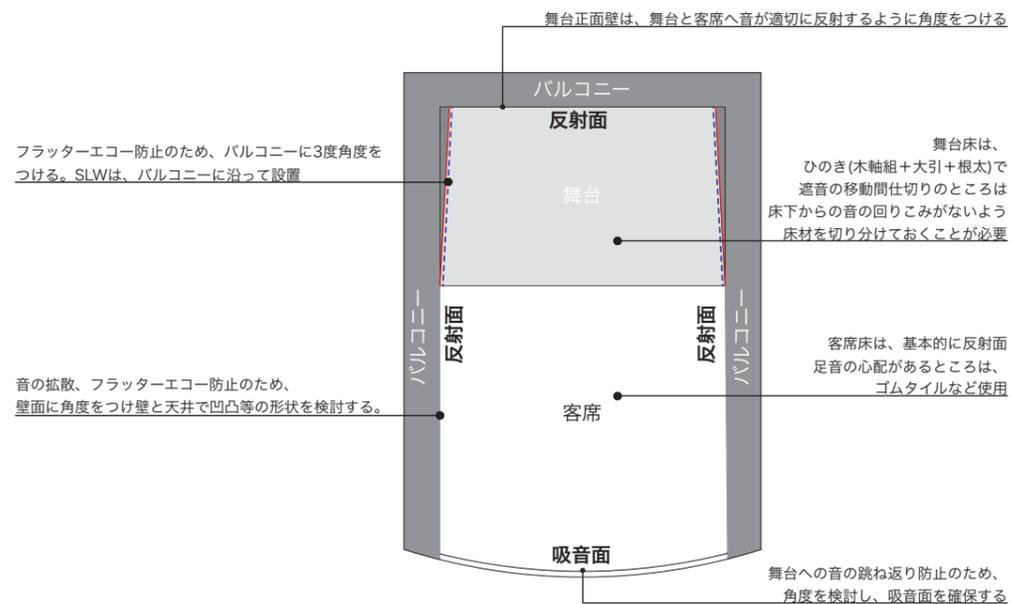 舞台正面壁は、舞台と客席へ音が適切に反射するように角度をつける
バルコニー
反射面
フラッターエコー防止のため、バルコニーに3度角度を
つける。SLWは、バルコニーに沿って設置
舞台
舞台床は、
ひのき(木軸組＋大引＋根太)で
遮音の移動間仕切りのところは
床下からの音の回りこみがないよう
床材を切り分けておくことが必要
バルコニー
反射面
反射面
バルコニー
客席床は、基本的に反射面
足音の心配があるところは、
ゴムタイルなど使用
音の拡散、フラッターエコー防止のため、
壁面に角度をつけ壁と天井で凹凸等の形状を検討する。
客席
吸音面
舞台への音の跳ね返り防止のため、
角度を検討し、吸音面を確保する